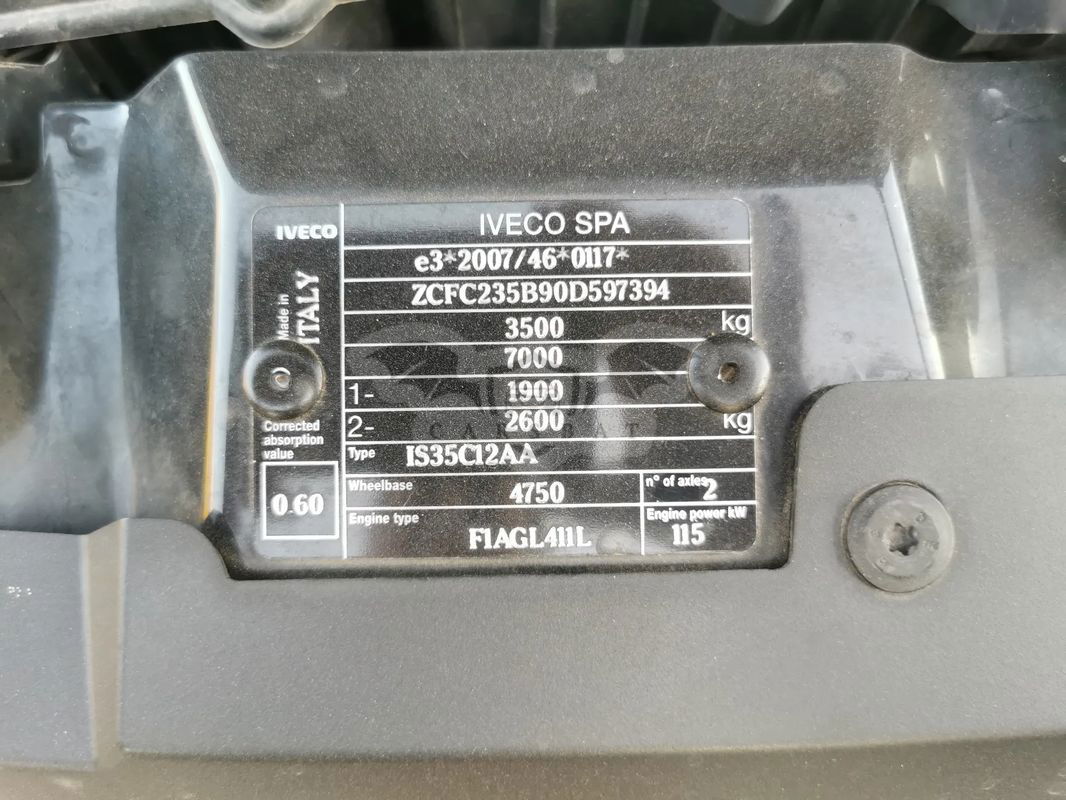 IVECO
IVECO SPA
Made in
ITALY
e3*2007/46*0117*
ZCFC235B90D597394
3500 kg
7000
1- 1900
2- 2600 kg
Type IS35C12AA
Corrected
absorption
value
0.60
Wheelbase 4750
n° of axles 2
Engine type F1AGL411L
Engine power kW
115
CARSDAT